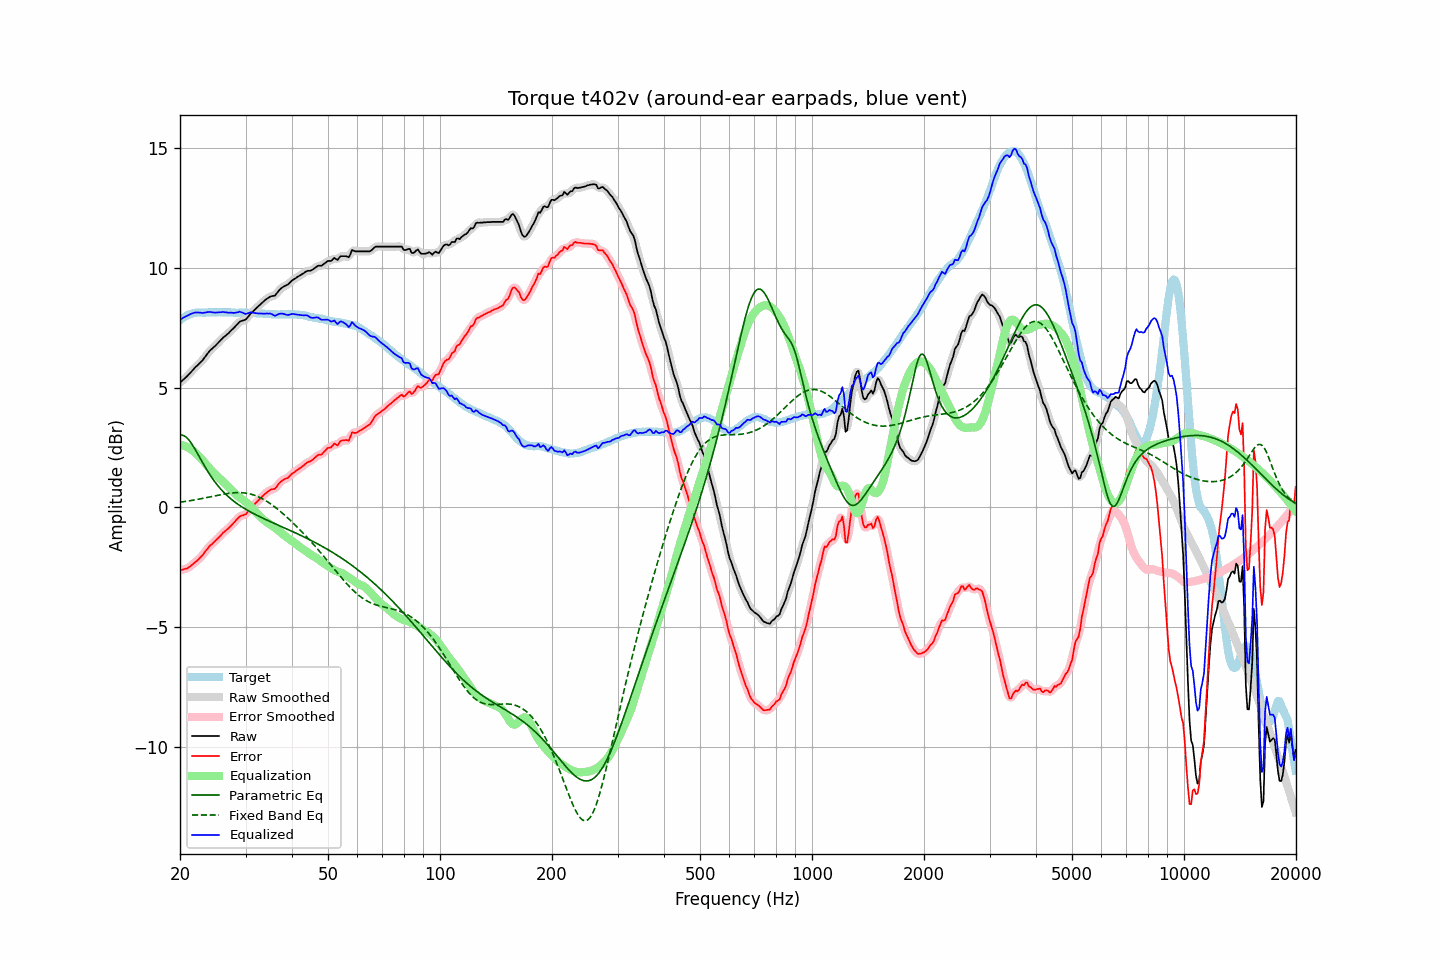 Torque t402v (around-ear earpads, blue vent)
Amplitude (dBr)
15
10
5
0
−5
−10
Target
Raw Smoothed
Error Smoothed
Raw
Error
Equalization
Parametric Eq
Fixed Band Eq
Equalized
20 50 100 200 500 1000 2000 5000 10000 20000
Frequency (Hz)